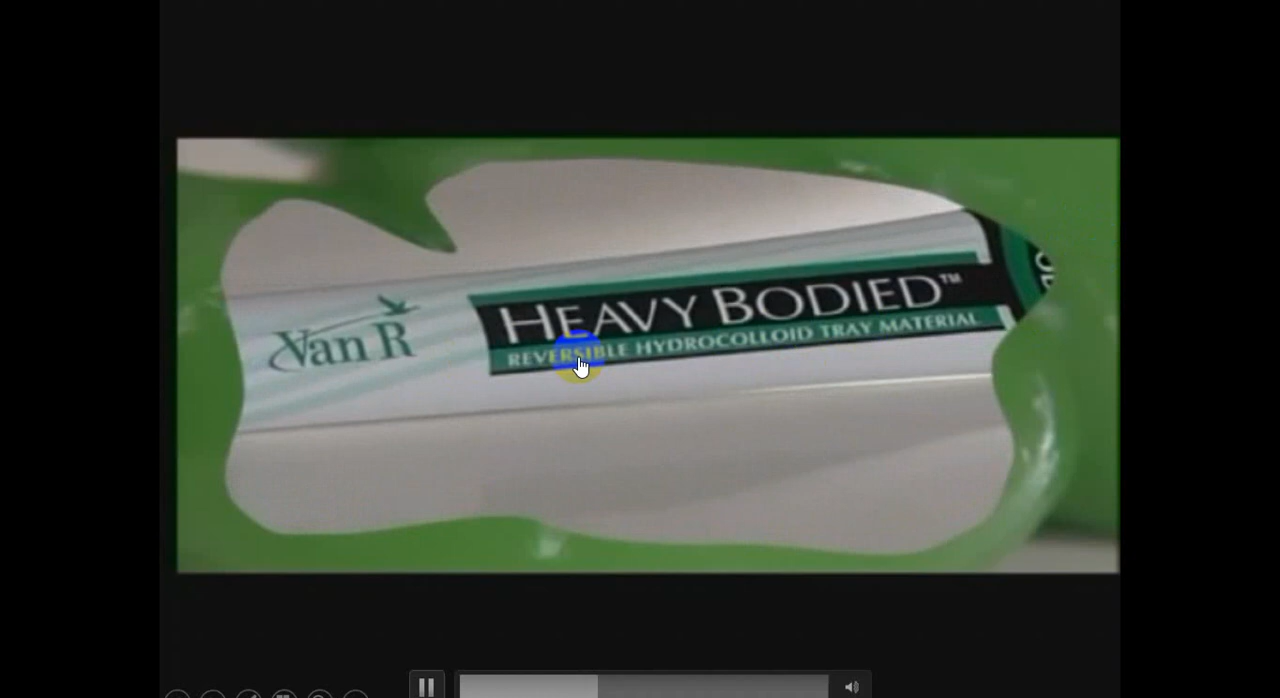 Van R
HEAVY BODIED™
REVERSIBLE HYDROCOLLOID TRAY MATERIAL